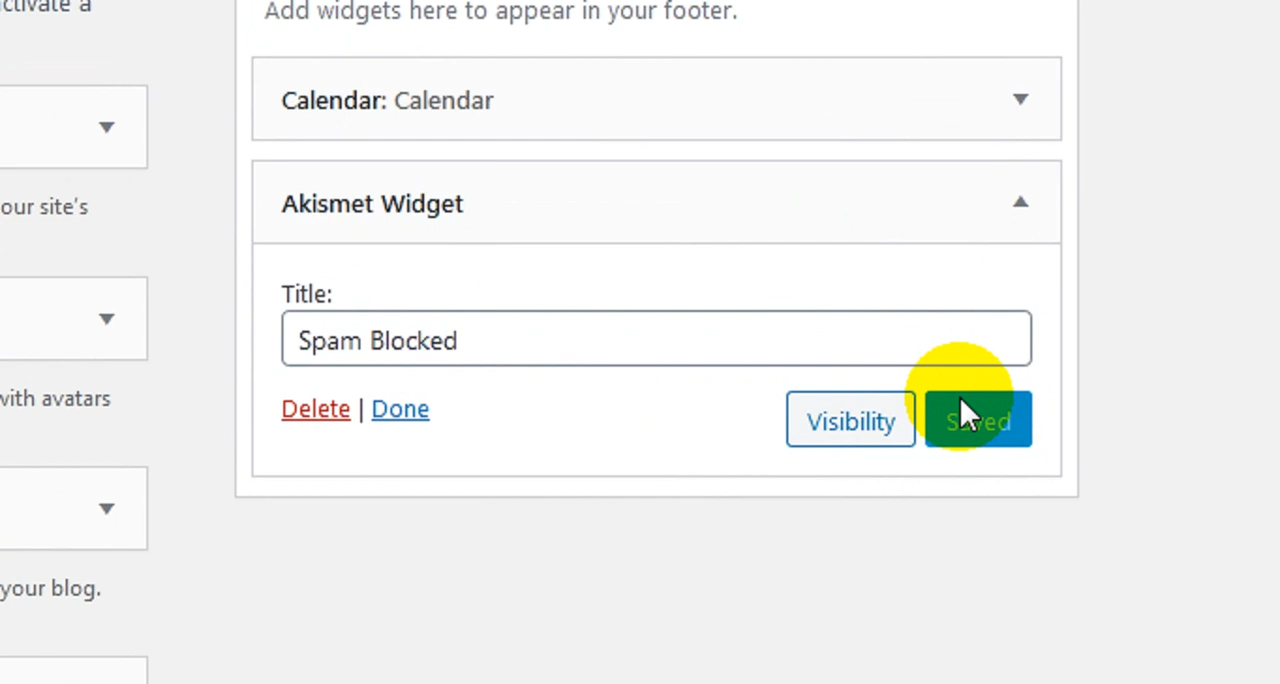 ctivate a
our site's
with avatars
your blog.
Add widgets here to appear in your footer.
Calendar: Calendar
Akismet Widget
Title:
Spam Blocked
Delete | Done
Visibility
Saved